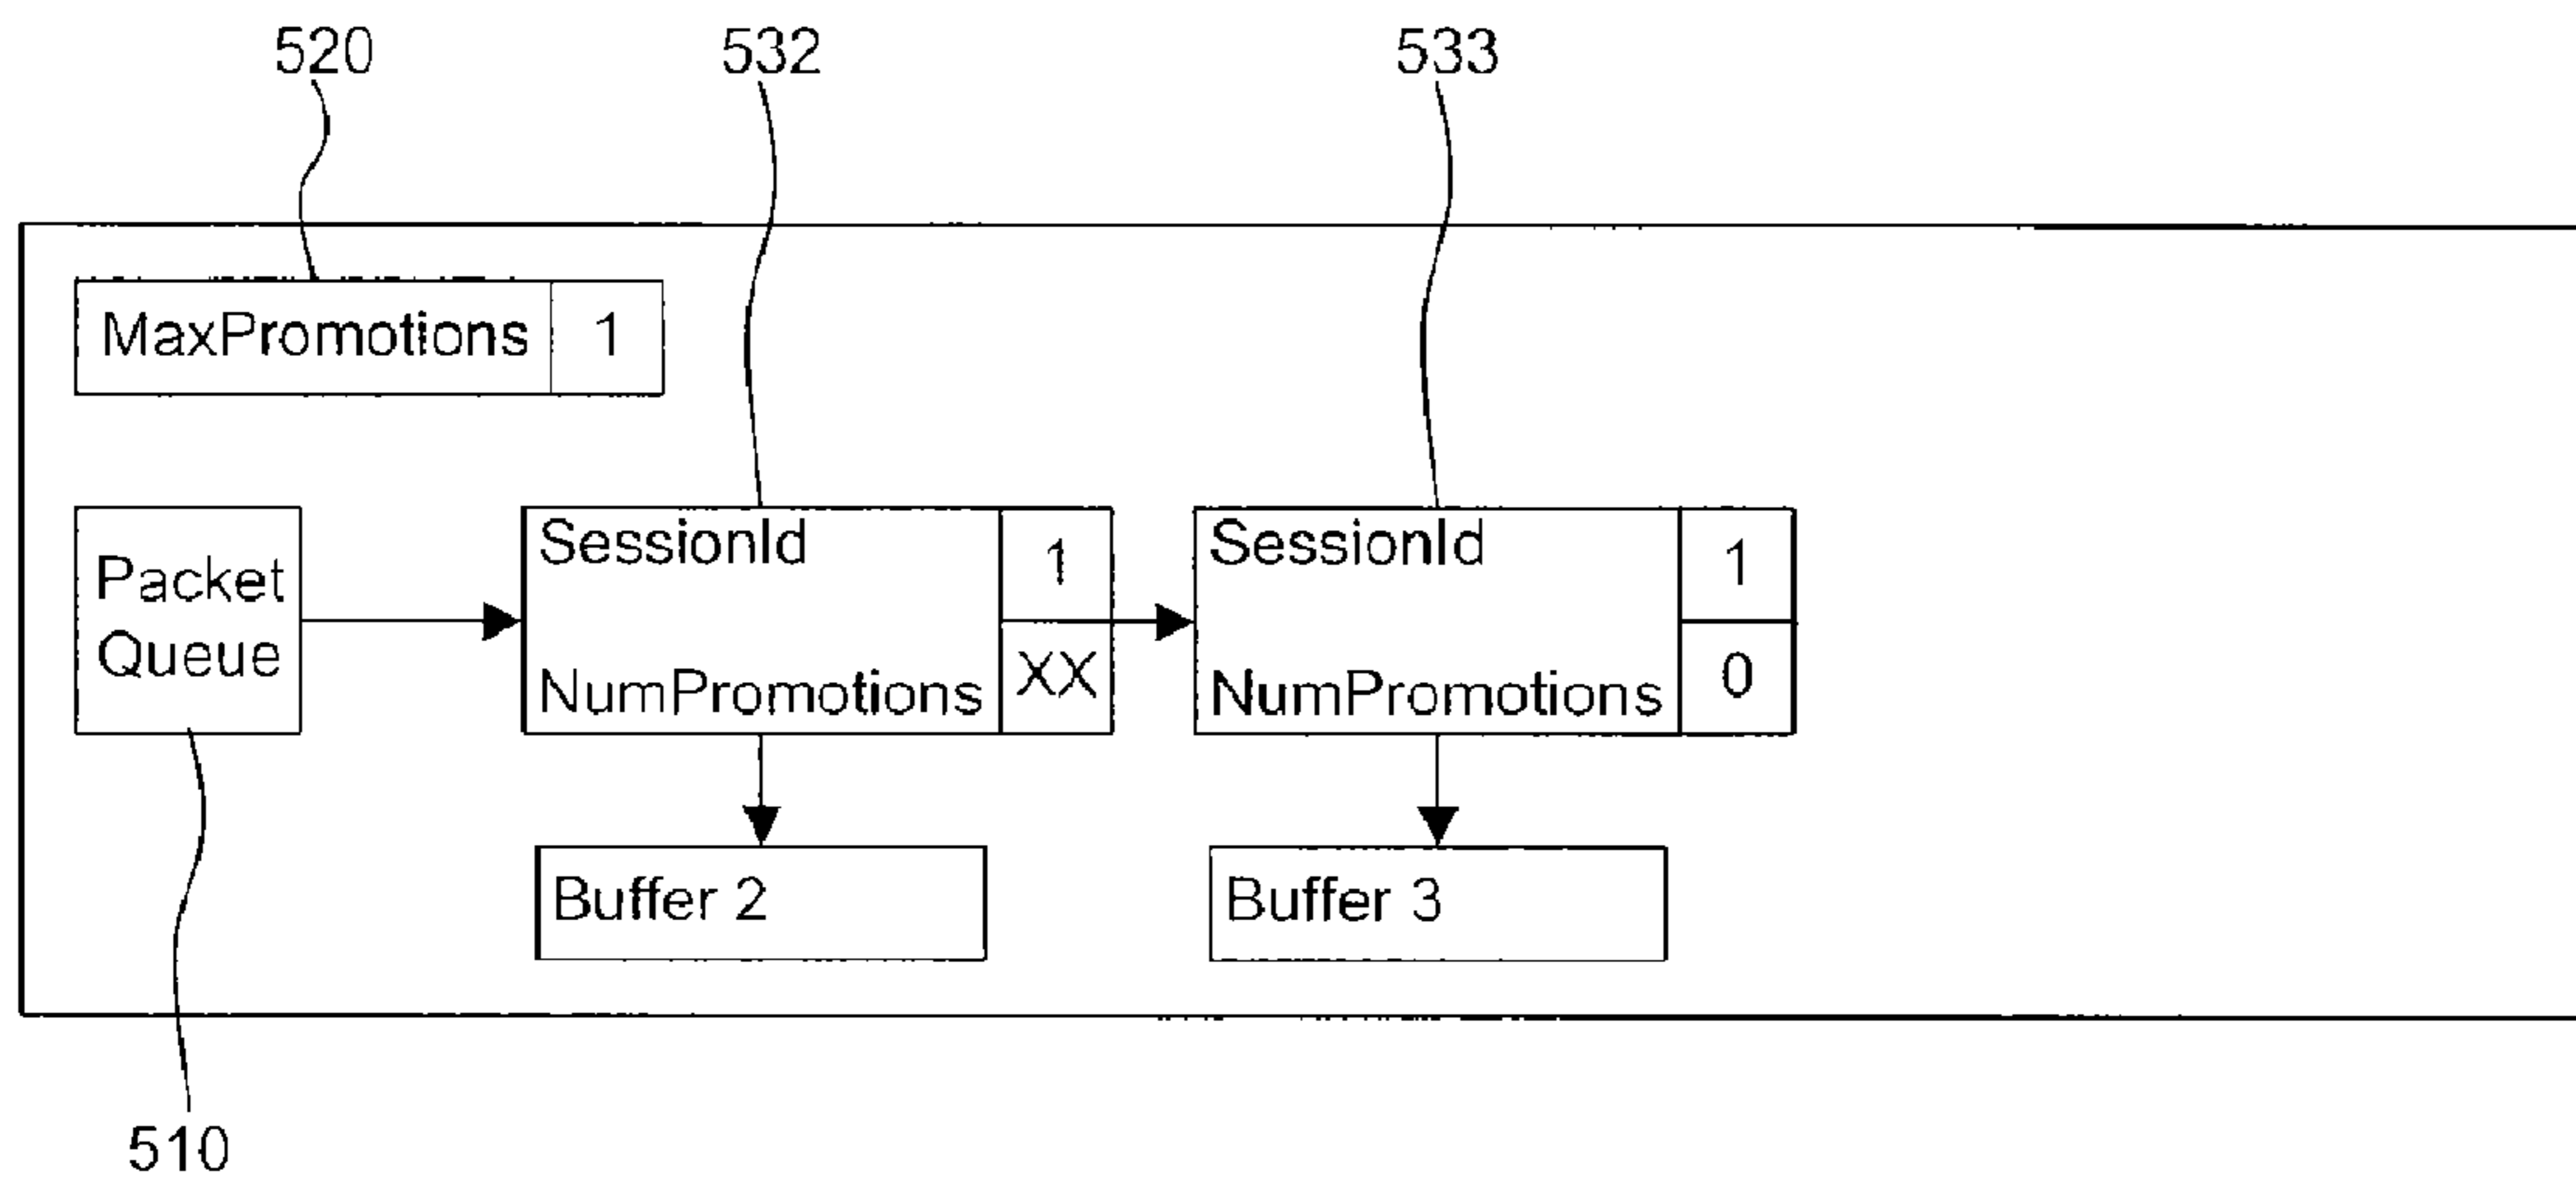 520 532 533
MaxPromotions 1
Packet
Queue
SessionId 1
NumPromotions XX
SessionId 1
NumPromotions 0
Buffer 2
Buffer 3
510